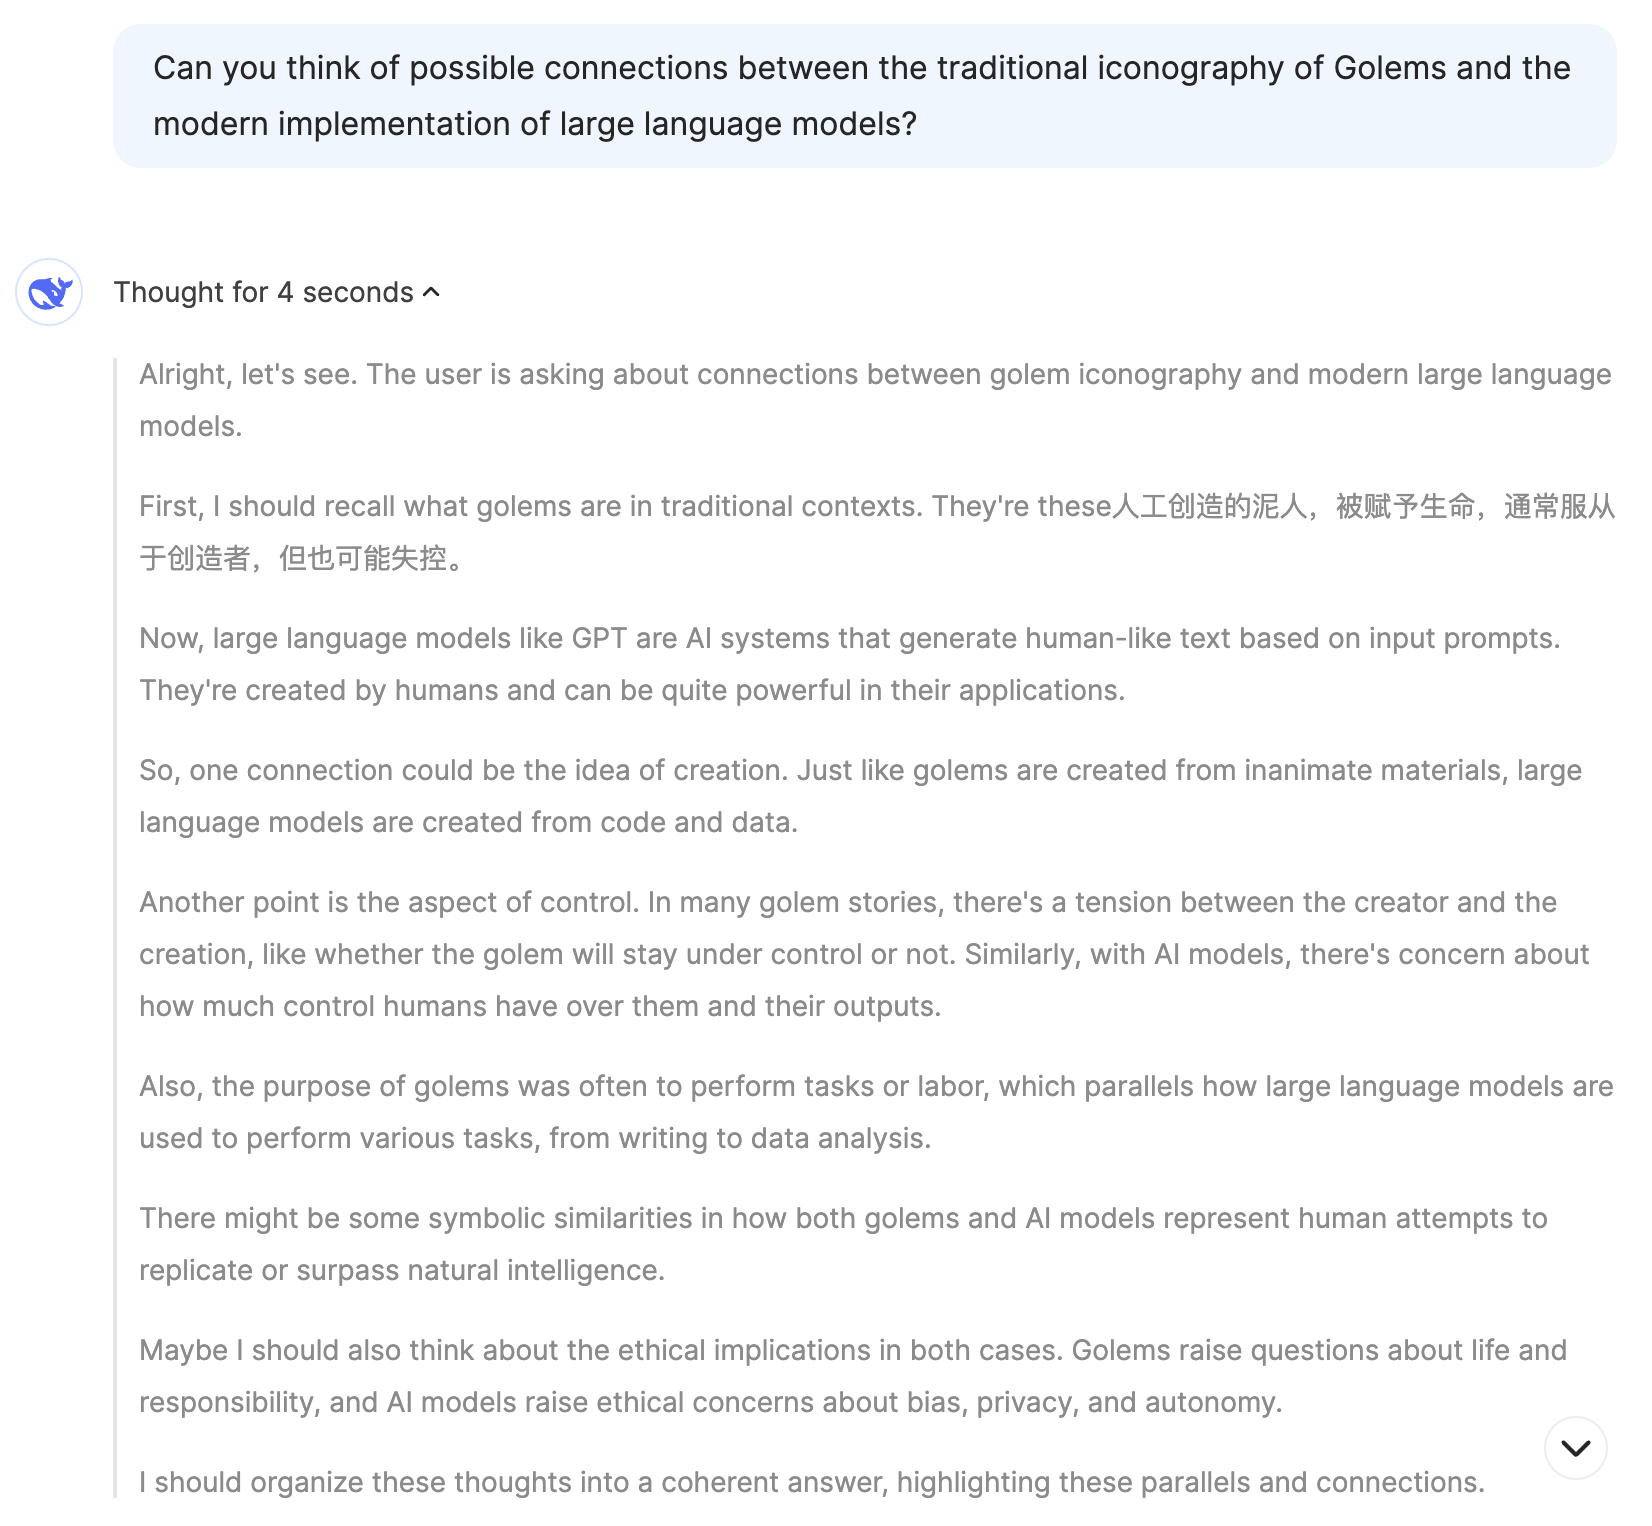 Can you think of possible connections between the traditional iconography of Golems and the
modern implementation of large language models?
Thought for 4 seconds
Alright, let's see. The user is asking about connections between golem iconography and modern large language
models.
First, I should recall what golems are in traditional contexts. They're these人工创造的泥人，被赋予生命，通常服从
于创造者，但也可能失控。
Now, large language models like GPT are AI systems that generate human-like text based on input prompts.
They're created by humans and can be quite powerful in their applications.
So, one connection could be the idea of creation. Just like golems are created from inanimate materials, large
language models are created from code and data.
Another point is the aspect of control. In many golem stories, there's a tension between the creator and the
creation, like whether the golem will stay under control or not. Similarly, with AI models, there's concern about
how much control humans have over them and their outputs.
Also, the purpose of golems was often to perform tasks or labor, which parallels how large language models are
used to perform various tasks, from writing to data analysis.
There might be some symbolic similarities in how both golems and AI models represent human attempts to
replicate or surpass natural intelligence.
Maybe I should also think about the ethical implications in both cases. Golems raise questions about life and
responsibility, and AI models raise ethical concerns about bias, privacy, and autonomy.
I should organize these thoughts into a coherent answer, highlighting these parallels and connections.